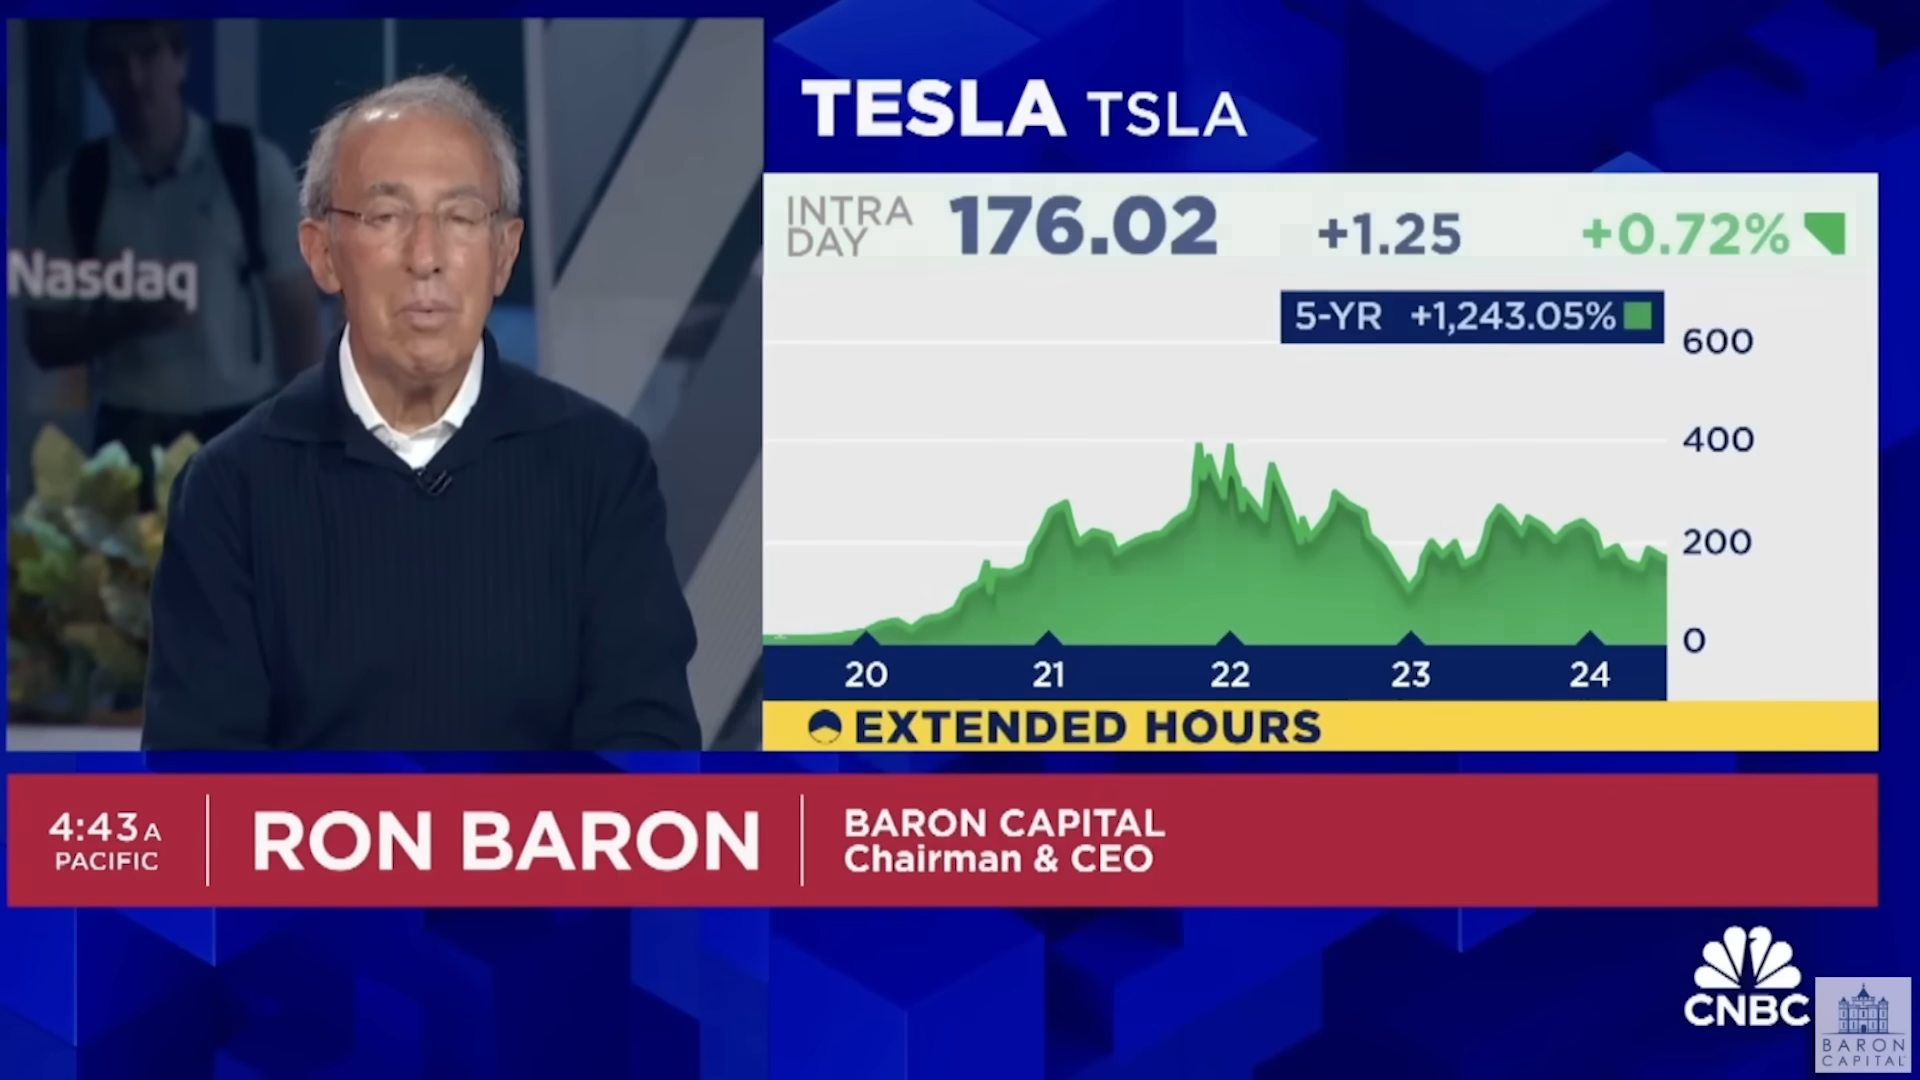 Nasdaq
TESLA TSLA
INTRA
DAY
176.02 +1.25 +0.72%
5-YR +1,243.05%
600
400
200
0
20 21 22 23 24
EXTENDED HOURS
4:43A
PACIFIC
RON BARON
BARON CAPITAL
Chairman & CEO
CNBC
BARON
CAPITAL